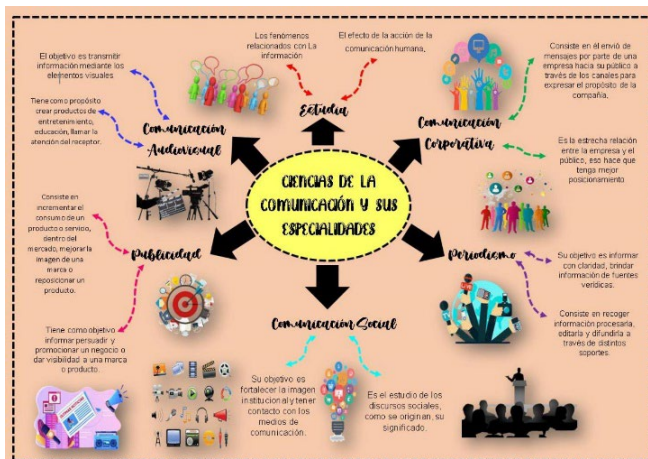 El objetivo es transmitir
información mediante los
elementos visuales
Tiene como propósito
crear productos de
entretenimiento,
educación, llamar la
atención del receptor.
Comunicación
Audiovisual
Los fenómenos
relacionados con La
información
El efecto de la acción de la
comunicación humana.
Estudia
Consiste en él envió de
mensajes por parte de una
empresa hacia su público a
través de los canales para
expresar el propósito de la
compañía.
Comunicación
Corporativa
Es la estrecha relación
entre la empresa y el
público, eso hace que
tenga mejor
posicionamiento
CIENCIAS DE LA
COMUNICACIÓN Y SUS
ESPECIALIDADES
Consiste en
incrementar el
consumo de un
producto o servicio,
dentro del
mercado, mejorar la
imagen de una
marca o
reposicionar un
producto.
Publicidad
Tiene como objetivo
informar persuadir y
promocionar un negocio o
dar visibilidad a una marca
o producto.
Periodismo
Su objetivo es informar
con claridad, brindar
información de fuentes
verídicas.
Consiste en recoger
información procesarla,
editarla y difundirla a
través de distintos
soportes.
Comunicación Social
Su objetivo es
fortalecer la imagen
institucional y tener
contacto con los
medios de
comunicación.
Es el estudio de los
discursos sociales,
como se originan, su
significado.
LIVE